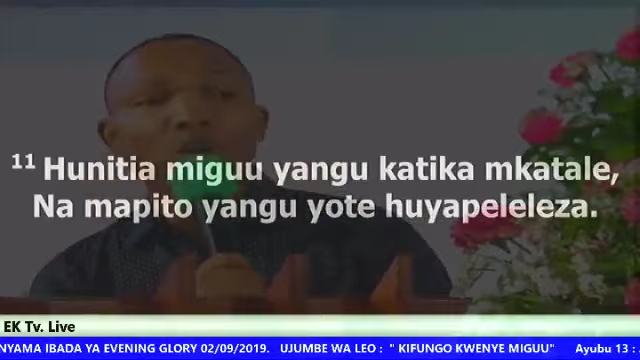 11 Hunitia miguu yangu katika mkatale,
Na mapito yangu yote huyapeleleza.
EK Tv. Live
NYAMA IBADA YA EVENING GLORY 02/09/2019. UJUMBE WA LEO : " KIFUNGO KWENYE MIGUU" Ayubu 13 :